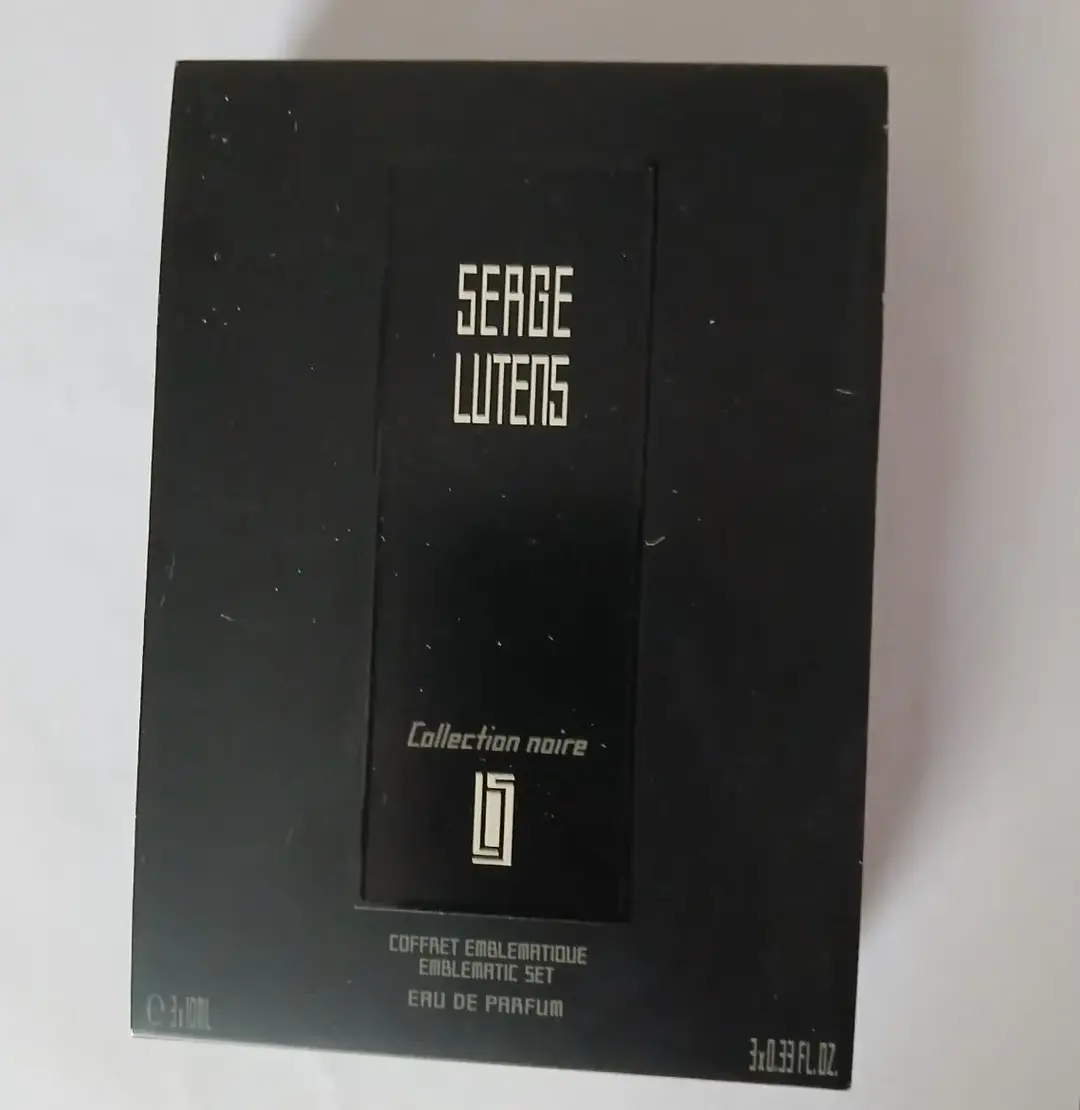 SERGE
LUTENS
Collection noire
COFFRET EMBLEMATIQUE
EMBLEMATIC SET
EAU DE PARFUM
℮ 3x10ML
3x0.33 FL. OZ.